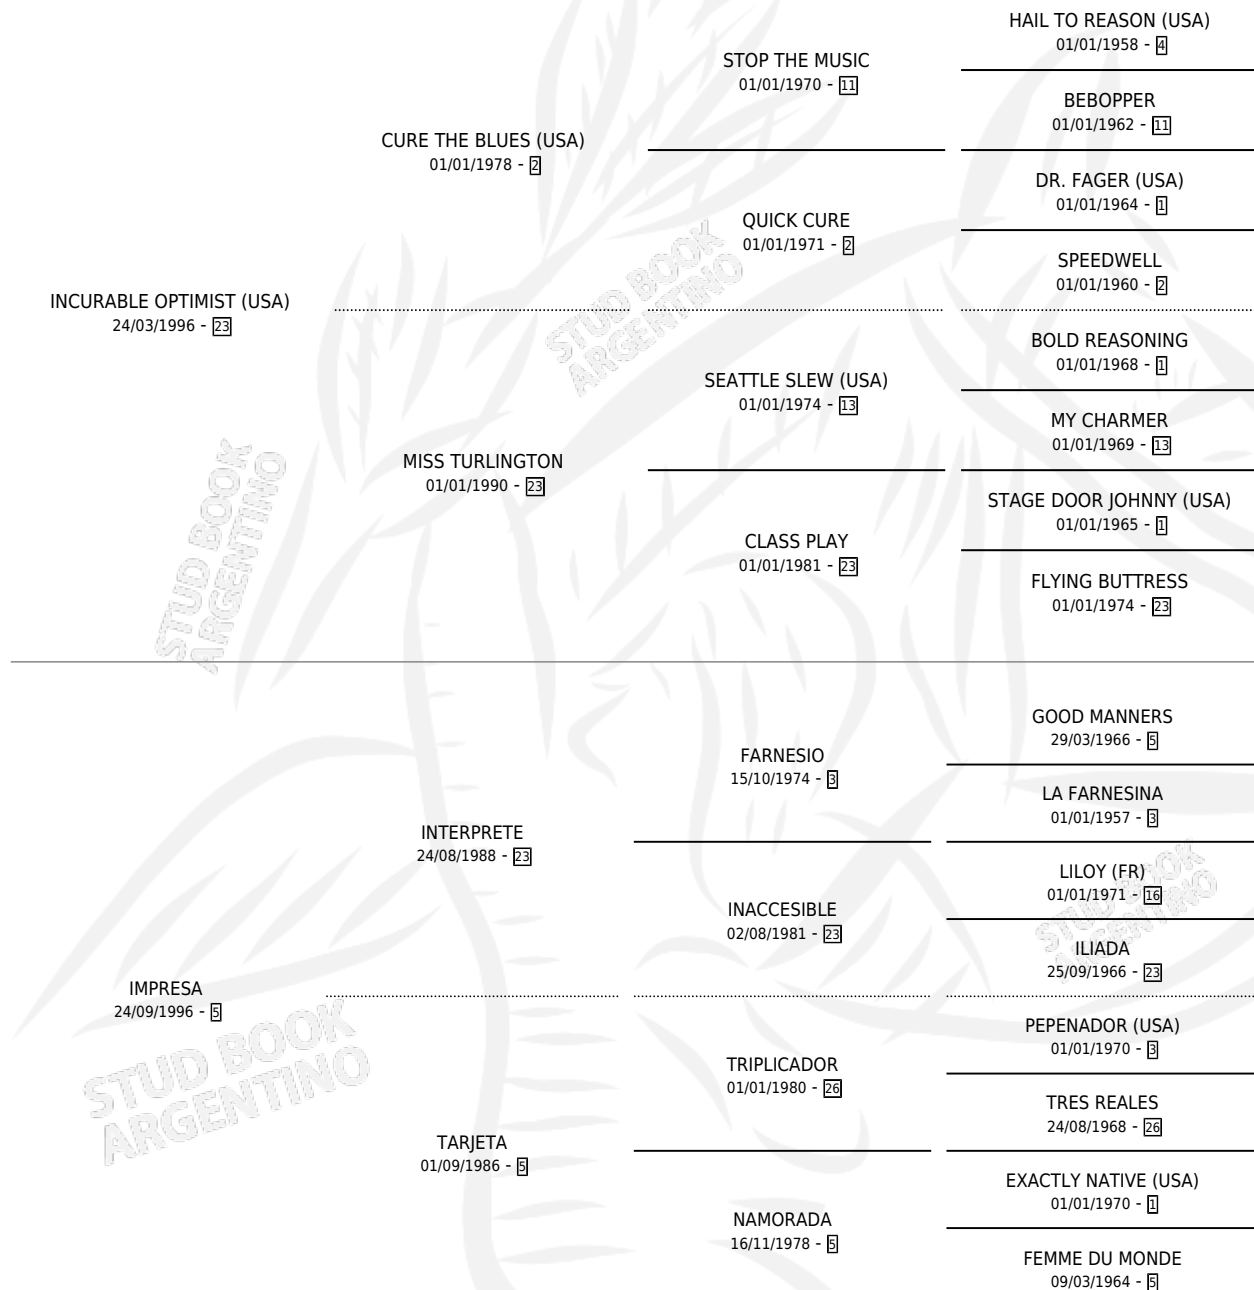 INCURABLE OPTIMIST (USA)
24/03/1996 - 23
CURE THE BLUES (USA)
01/01/1978 - 2
MISS TURLINGTON
01/01/1990 - 23
STOP THE MUSIC
01/01/1970 - 11
QUICK CURE
01/01/1971 - 2
SEATTLE SLEW (USA)
01/01/1974 - 13
CLASS PLAY
01/01/1981 - 23
HAIL TO REASON (USA)
01/01/1958 - 4
BEBOPPER
01/01/1962 - 11
DR. FAGER (USA)
01/01/1964 - 1
SPEEDWELL
01/01/1960 - 2
BOLD REASONING
01/01/1968 - 1
MY CHARMER
01/01/1969 - 13
STAGE DOOR JOHNNY (USA)
01/01/1965 - 1
FLYING BUTTRESS
01/01/1974 - 23
IMPRESA
24/09/1996 - 5
INTERPRETE
24/08/1988 - 23
TARJETA
01/09/1986 - 5
FARNESIO
15/10/1974 - 3
INACCESIBLE
02/08/1981 - 23
TRIPLICADOR
01/01/1980 - 26
NAMORADA
16/11/1978 - 5
GOOD MANNERS
29/03/1966 - 5
LA FARNESINA
01/01/1957 - 3
LILOY (FR)
01/01/1971 - 16
ILIADA
25/09/1966 - 23
PEPENADOR (USA)
01/01/1970 - 3
TRES REALES
24/08/1968 - 26
EXACTLY NATIVE (USA)
01/01/1970 - 1
FEMME DU MONDE
09/03/1964 - 5
STUD BOOK
ARGENTINO
STUD BOOK
ARGENTINO
STUD BOOK
ARGENTINO
STUD BOOK
ARGENTINO